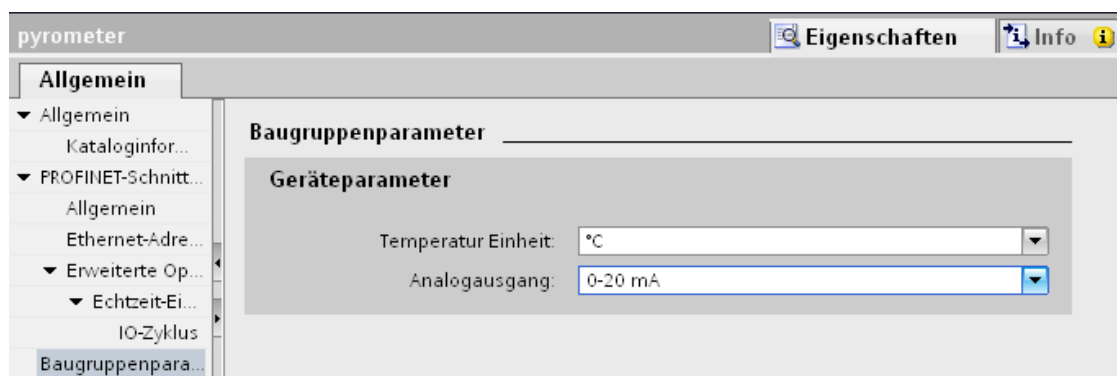 pyrometer
Eigenschaften
Info
Allgemein
Allgemein
Kataloginfor...
PROFINET-Schnitt...
Allgemein
Ethernet-Adre...
Erweiterte Op...
Echtzeit-Ei...
IO-Zyklus
Baugruppenpara...
Baugruppenparameter
Geräteparameter
Temperatur Einheit: °C
Analogausgang: 0-20 mA